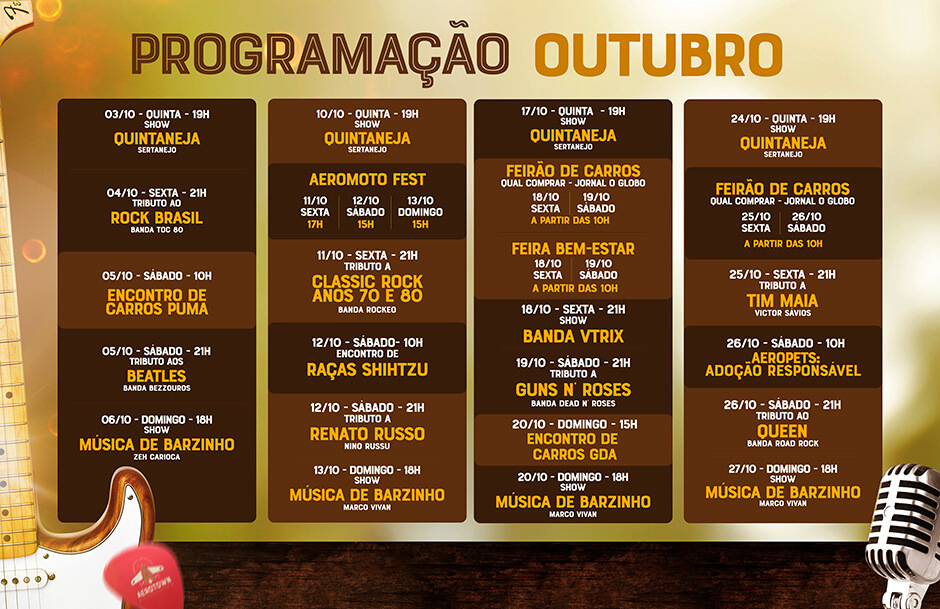 PROGRAMAÇÃO OUTUBRO
03/10 - QUINTA - 19H
SHOW
QUINTANEJA
SERTANEJO
04/10 - SEXTA - 21H
TRIBUTO AO
ROCK BRASIL
BANDA TOC 80
05/10 - SÁBADO - 10H
ENCONTRO DE
CARROS PUMA
05/10 - SÁBADO - 21H
TRIBUTO AOS
BEATLES
BANDA BEZZOUROS
06/10 - DOMINGO - 18H
SHOW
MÚSICA DE BARZINHO
ZEH CARIOCA
10/10 - QUINTA - 19H
SHOW
QUINTANEJA
SERTANEJO
AEROMOTO FEST
11/10 12/10 13/10
SEXTA SÁBADO DOMINGO
17H 15H 15H
11/10 - SEXTA - 21H
TRIBUTO A
CLASSIC ROCK
ANOS 70 E 80
BANDA ROCKEO
12/10 - SÁBADO- 10H
ENCONTRO DE
RAÇAS SHIHTZU
12/10 - SÁBADO - 21H
TRIBUTO A
RENATO RUSSO
NINO RUSSU
13/10 - DOMINGO - 18H
SHOW
MÚSICA DE BARZINHO
MARCO VIVAN
17/10 - QUINTA - 19H
SHOW
QUINTANEJA
SERTANEJO
FEIRÃO DE CARROS
QUAL COMPRAR - JORNAL O GLOBO
18/10 19/10
SEXTA SÁBADO
A PARTIR DAS 10H
FEIRA BEM-ESTAR
18/10 19/10
SEXTA SÁBADO
A PARTIR DAS 10H
18/10 - SEXTA - 21H
SHOW
BANDA VTRIX
19/10 - SÁBADO - 21H
TRIBUTO A
GUNS N' ROSES
BANDA DEAD N' ROSES
20/10 - DOMINGO - 15H
ENCONTRO DE
CARROS GDA
20/10 - DOMINGO - 18H
SHOW
MÚSICA DE BARZINHO
MARCO VIVAN
24/10 - QUINTA - 19H
SHOW
QUINTANEJA
SERTANEJO
FEIRÃO DE CARROS
QUAL COMPRAR - JORNAL O GLOBO
25/10 26/10
SEXTA SÁBADO
A PARTIR DAS 10H
25/10 - SEXTA - 21H
TRIBUTO A
TIM MAIA
VICTOR SÁVIOS
26/10 - SÁBADO - 10H
AEROPETS:
ADOÇÃO RESPONSÁVEL
26/10 - SÁBADO - 21H
TRIBUTO AO
QUEEN
BANDA ROAD ROCK
27/10 - DOMINGO - 18H
SHOW
MÚSICA DE BARZINHO
MARCO VIVAN
AEROTOWN